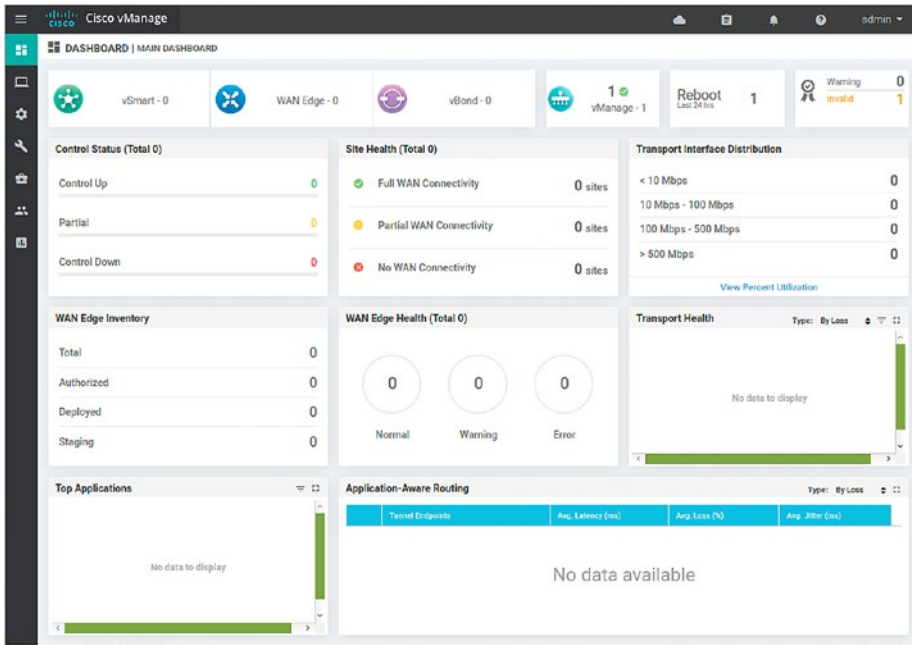 cisco Cisco vManage admin
DASHBOARD | MAIN DASHBOARD
vSmart - 0
WAN Edge - 0
vBond - 0
1
vManage - 1
Reboot
Last 24 hrs
1
Warning 0
Invalid 1
Control Status (Total 0)
Control Up 0
Partial 0
Control Down 0
Site Health (Total 0)
Full WAN Connectivity 0 sites
Partial WAN Connectivity 0 sites
No WAN Connectivity 0 sites
Transport Interface Distribution
< 10 Mbps 0
10 Mbps - 100 Mbps 0
100 Mbps - 500 Mbps 0
> 500 Mbps 0
View Percent Utilization
WAN Edge Inventory
Total 0
Authorized 0
Deployed 0
Staging 0
WAN Edge Health (Total 0)
0 0 0
Normal Warning Error
Transport Health Type: By Loss
No data to display
Top Applications
No data to display
Application-Aware Routing Type: By Loss
Tunnel Endpoints Avg. Latency (ms) Avg. Loss (%) Avg. Jitter (ms)
No data available